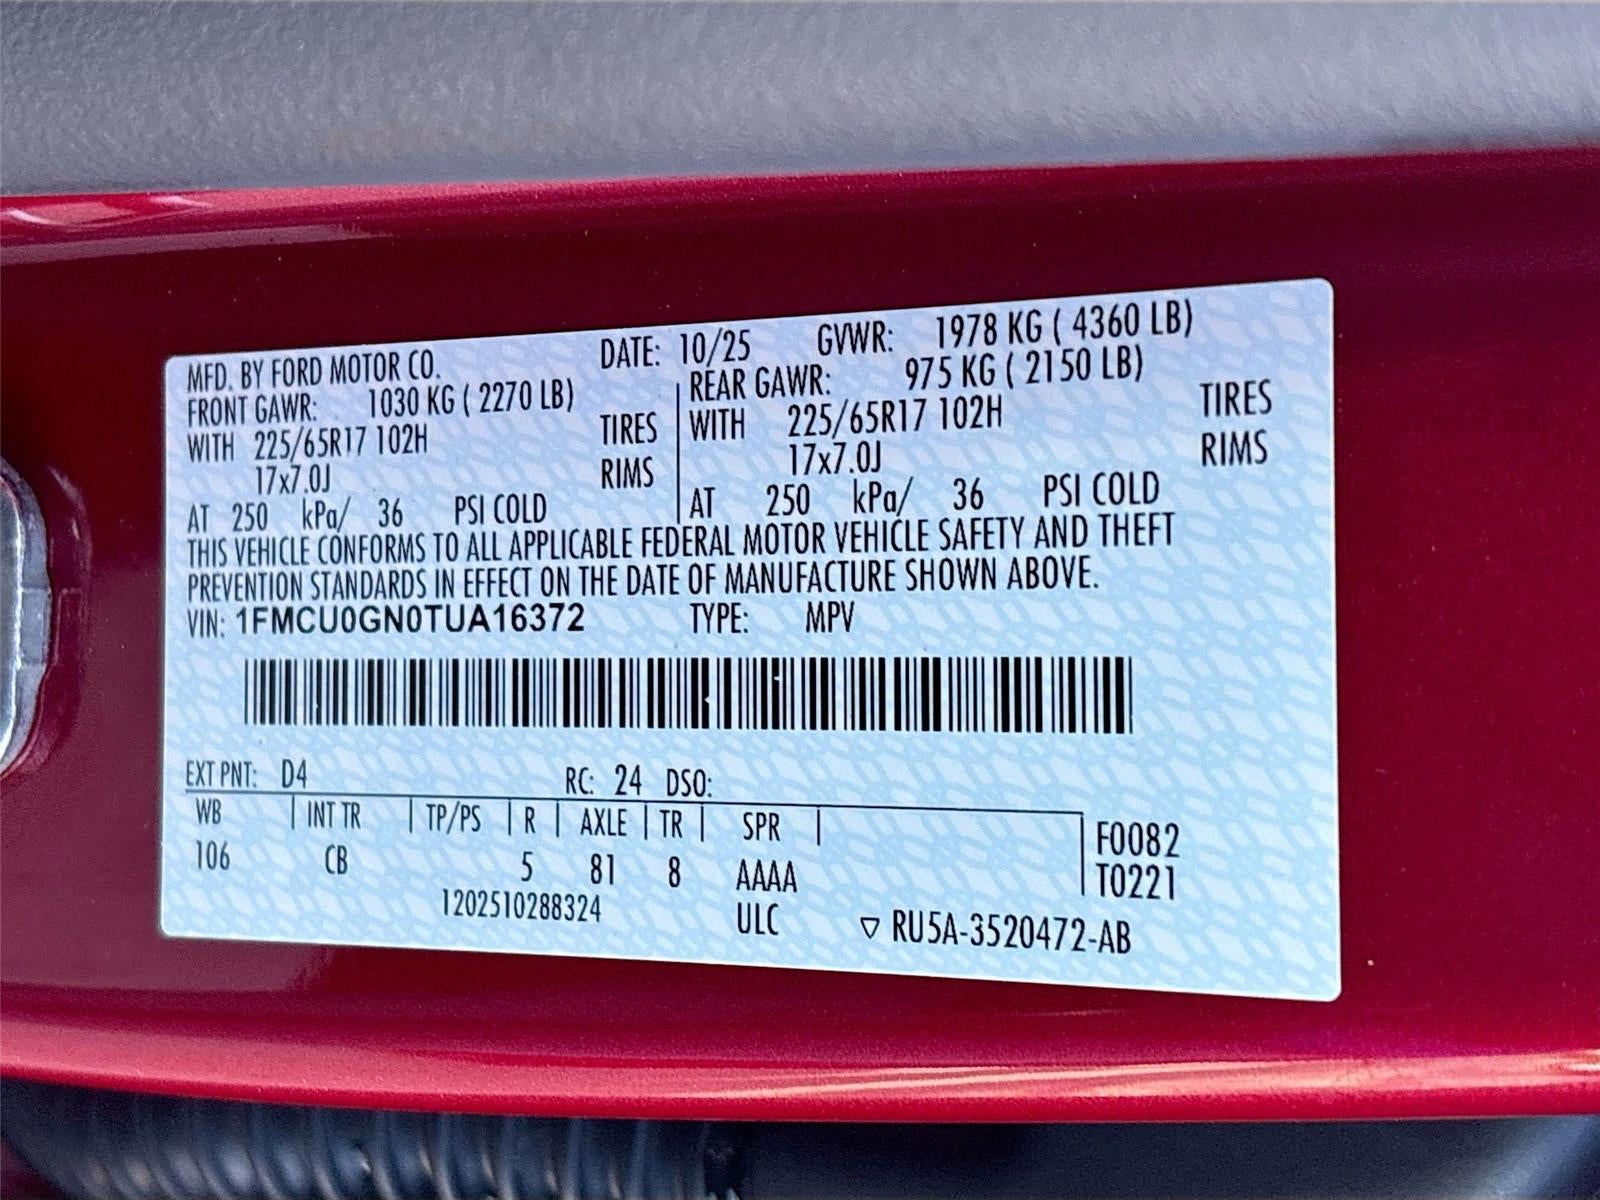 MFD. BY FORD MOTOR CO. DATE: 10/25 GVWR: 1978 KG ( 4360 LB)
FRONT GAWR: 1030 KG ( 2270 LB) REAR GAWR: 975 KG ( 2150 LB)
WITH 225/65R17 102H TIRES WITH 225/65R17 102H TIRES
17x7.0J RIMS 17x7.0J RIMS
AT 250 kPa/ 36 PSI COLD AT 250 kPa/ 36 PSI COLD
THIS VEHICLE CONFORMS TO ALL APPLICABLE FEDERAL MOTOR VEHICLE SAFETY AND THEFT
PREVENTION STANDARDS IN EFFECT ON THE DATE OF MANUFACTURE SHOWN ABOVE.
VIN: 1FMCU0GN0TUA16372 TYPE: MPV
EXT PNT: D4 RC: 24 DSO:
WB | INT TR | TP/PS | R | AXLE | TR | SPR | F0082
106 CB 5 81 8 AAAA T0221
1202510288324 ULC ▽ RU5A-3520472-AB